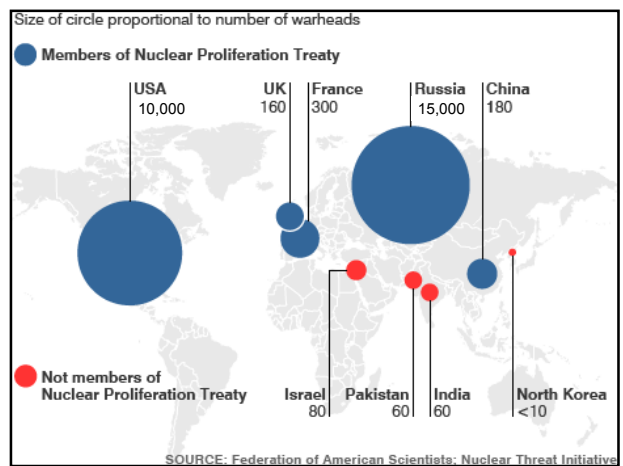 Size of circle proportional to number of warheads
Members of Nuclear Proliferation Treaty
USA
10,000
UK
160
France
300
Russia
15,000
China
180
Not members of
Nuclear Proliferation Treaty
Israel
80
Pakistan
60
India
60
North Korea
<10
SOURCE: Federation of American Scientists; Nuclear Threat Initiative